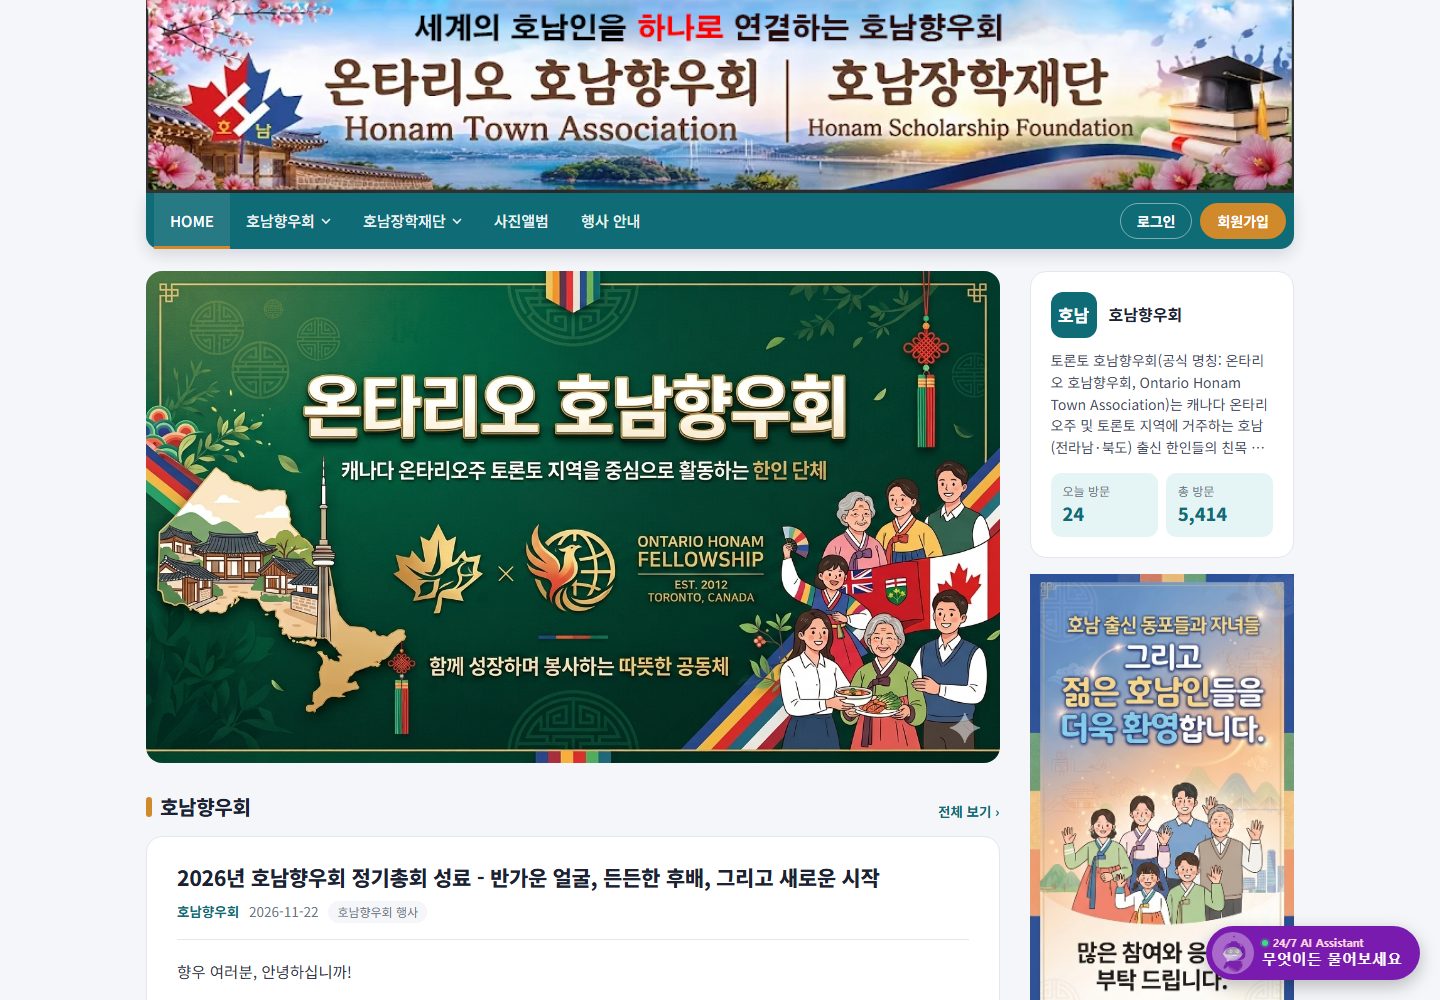 세계의 호남인을 하나로 연결하는 호남향우회
온타리오 호남향우회 | 호남장학재단
Honam Town Association
Honam Scholarship Foundation
호 남
HOME
호남향우회
호남장학재단
사진앨범
행사 안내
로그인
회원가입
온타리오 호남향우회
캐나다 온타리오주 토론토 지역을 중심으로 활동하는 한인 단체
ONTARIO HONAM
FELLOWSHIP
EST. 2012
TORONTO, CANADA
함께 성장하며 봉사하는 따뜻한 공동체
호남향우회
전체 보기 ›
2026년 호남향우회 정기총회 성료 - 반가운 얼굴, 든든한 후배, 그리고 새로운 시작
호남향우회 2026-11-22 호남향우회 행사
향우 여러분, 안녕하십니까!
호남
호남향우회
토론토 호남향우회(공식 명칭: 온타리
오 호남향우회, Ontario Honam
Town Association)는 캐나다 온타리
오주 및 토론토 지역에 거주하는 호남
(전라남·북도) 출신 한인들의 친목 …
오늘 방문
24
총 방문
5,414
호남 출신 동포들과 자녀들
그리고
젊은 호남인들을
더욱 환영합니다.
많은 참여와 응
부탁 드립니다.
24/7 AI Assistant
무엇이든 물어보세요